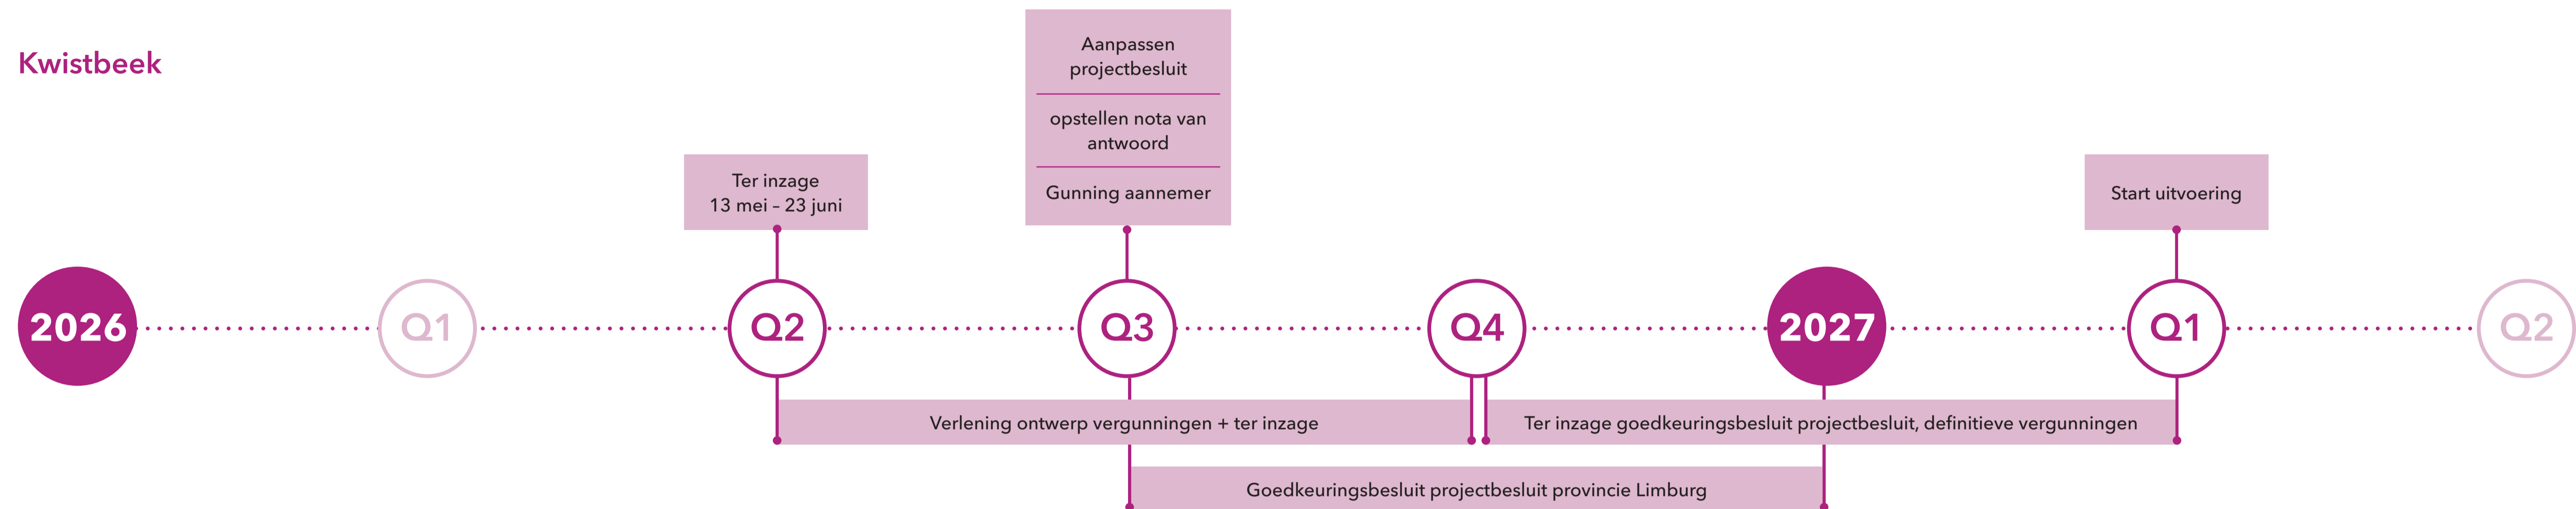 Kwistbeek
Aanpassen
projectbesluit
opstellen nota van
antwoord
Gunning aannemer
Ter inzage
13 mei – 23 juni
Start uitvoering
2026
Q1
Q2
Q3
Q4
2027
Q1
Q2
Verlening ontwerp vergunningen + ter inzage
Ter inzage goedkeuringsbesluit projectbesluit, definitieve vergunningen
Goedkeuringsbesluit projectbesluit provincie Limburg